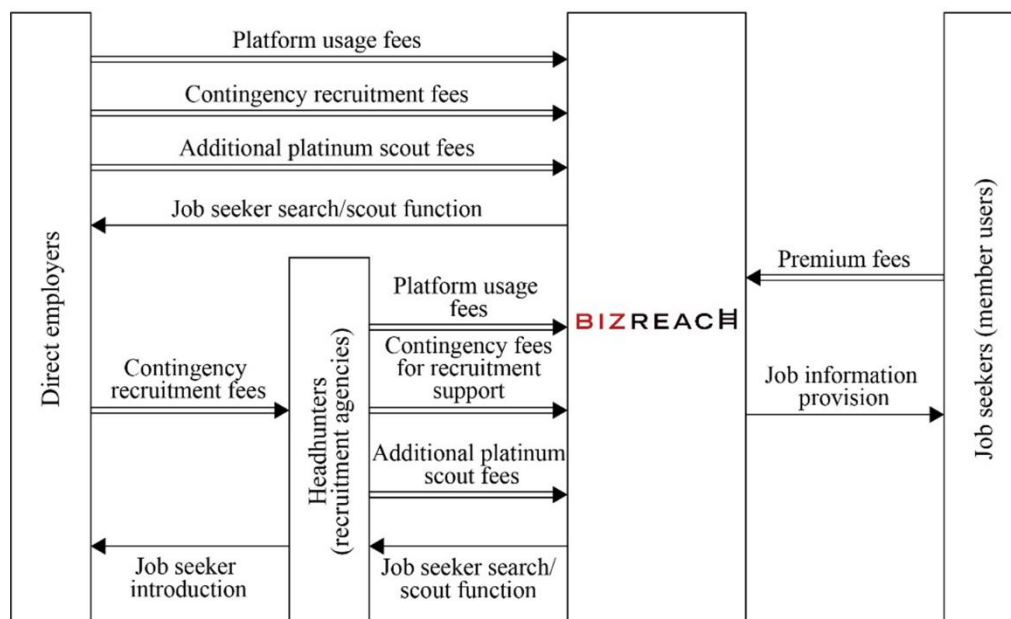 Platform usage fees
Contingency recruitment fees
Additional platinum scout fees
Job seeker search/scout function
Direct employers
Contingency
recruitment fees
Job seeker
introduction
Headhunters
(recruitment agencies)
Platform usage
fees
Contingency fees
for recruitment
support
Additional platinum
scout fees
Job seeker search/
scout function
BIZREACH
Premium fees
Job information
provision
Job seekers (member users)